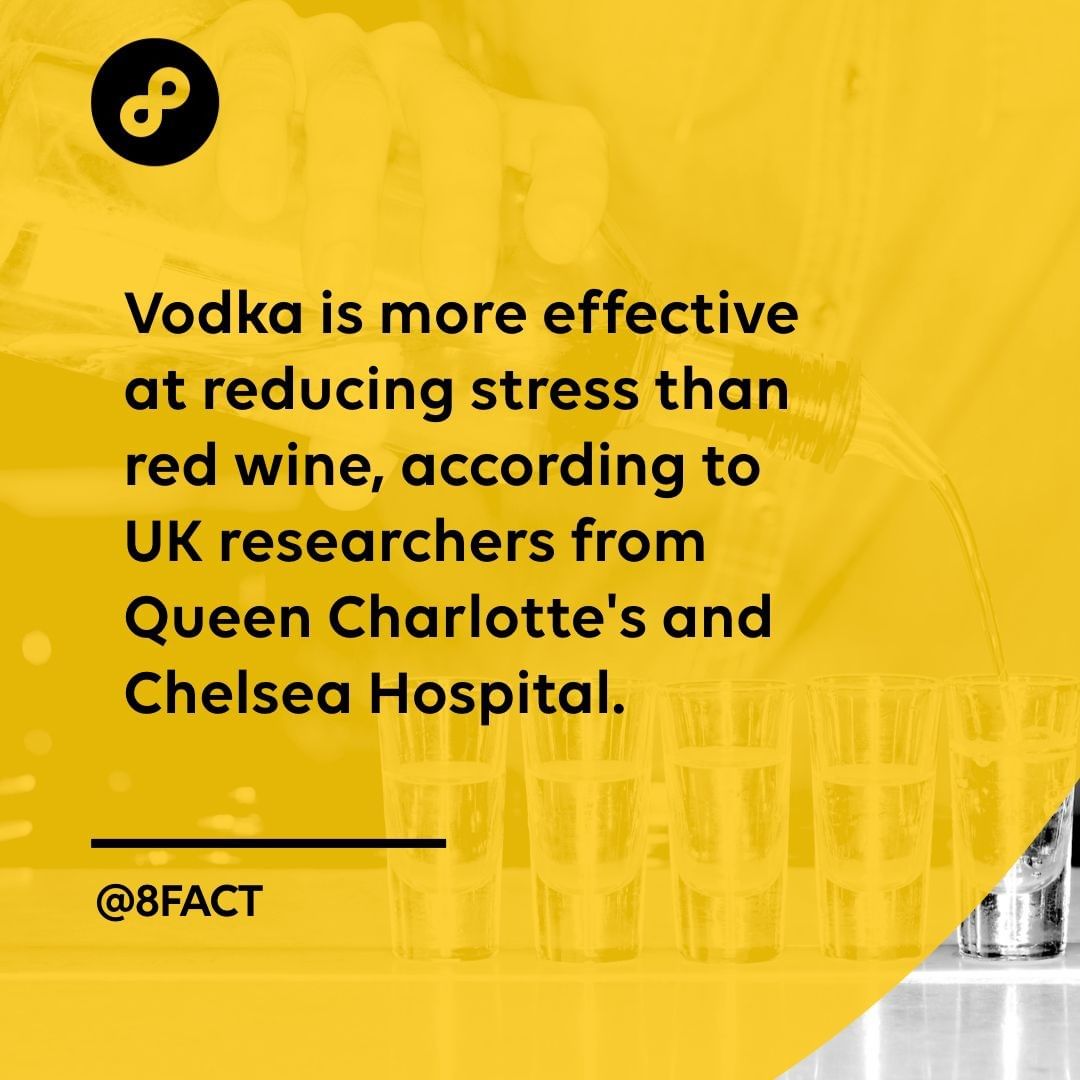 Vodka is more effective
at reducing stress than
red wine, according to
UK researchers from
Queen Charlotte's and
Chelsea Hospital.
@8FACT